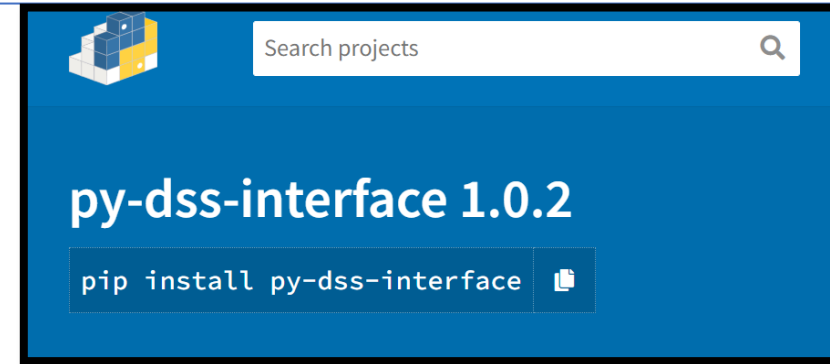 Search projects
py-dss-interface 1.0.2
pip install py-dss-interface